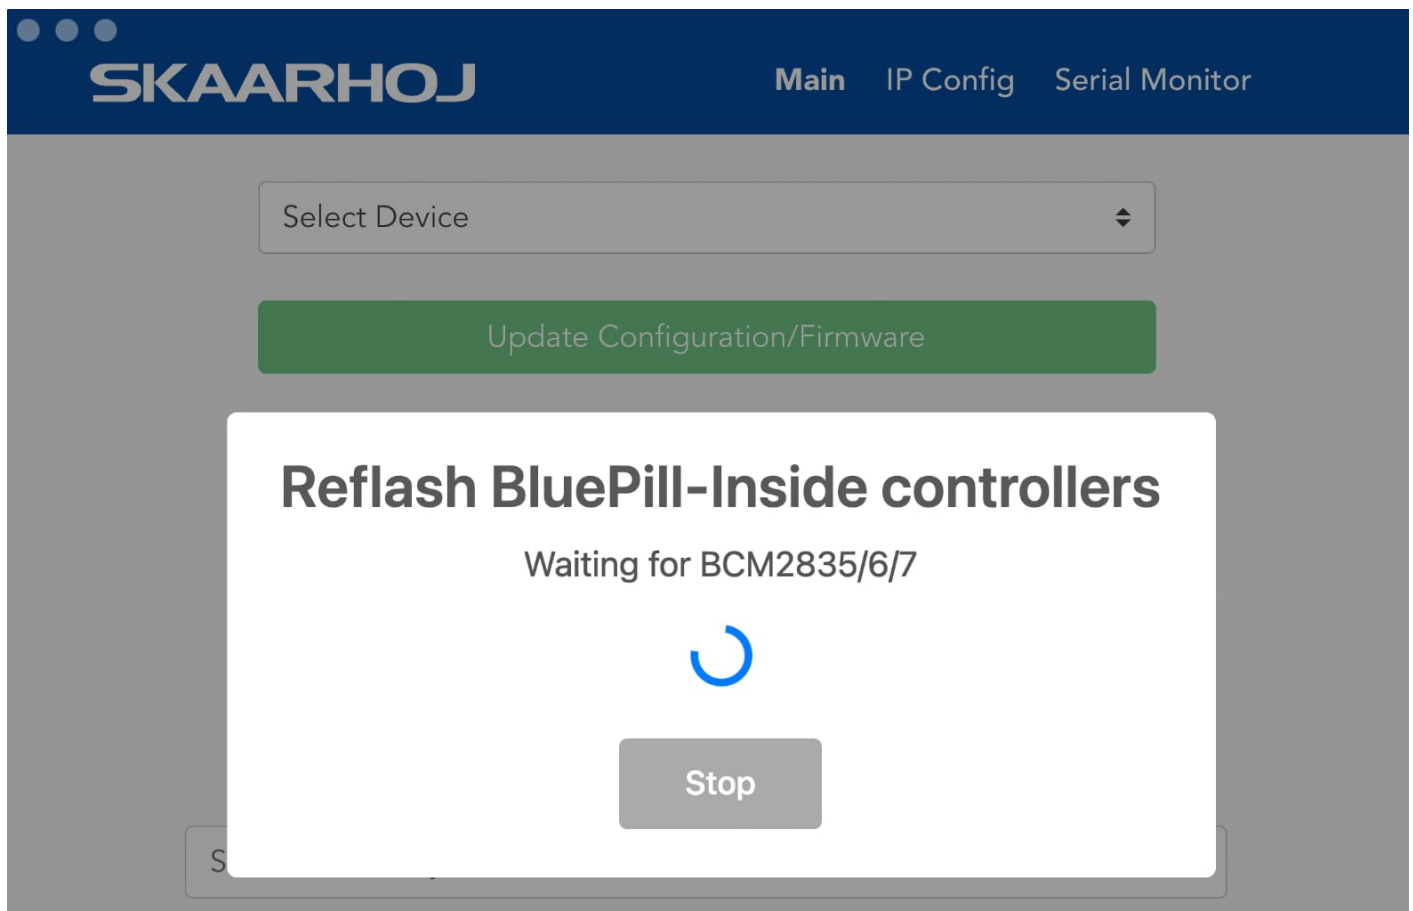 SKAARHOJ
Main IP Config Serial Monitor
Select Device
Update Configuration/Firmware
Reflash BluePill-Inside controllers
Waiting for BCM2835/6/7
Stop